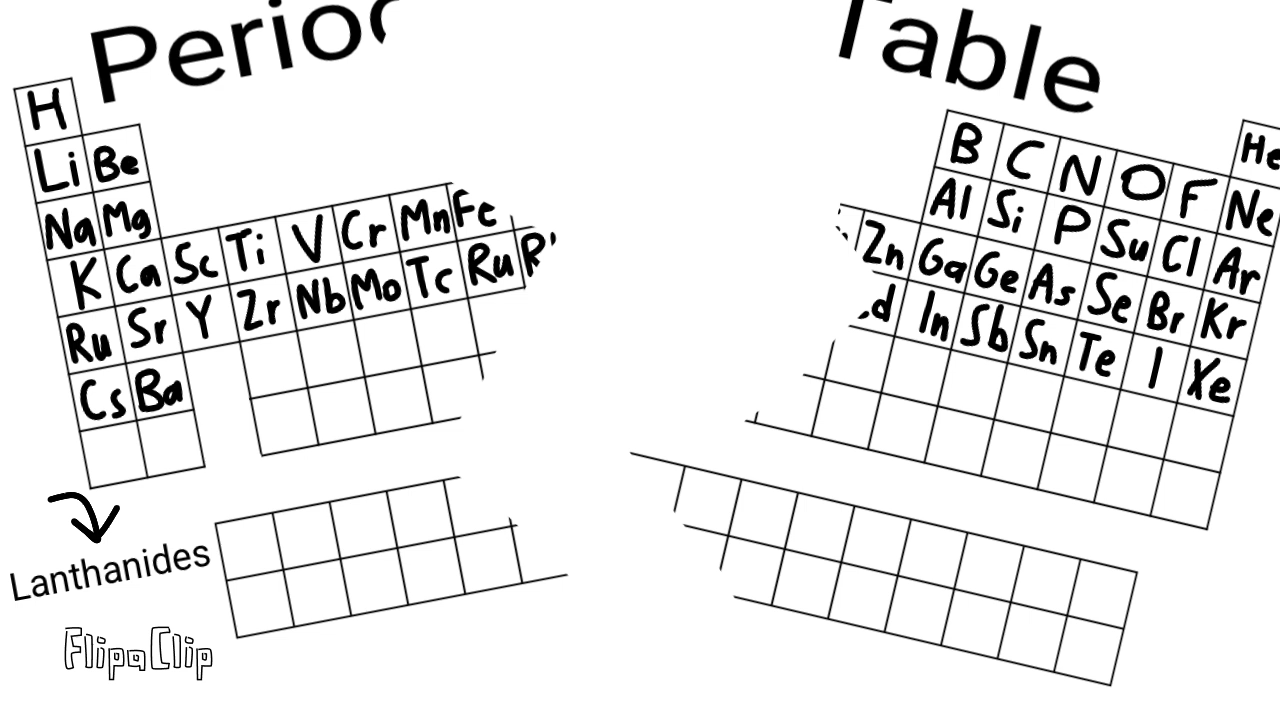 Perio Table
H He
Li Be B C N O F Ne
Na Mg Al Si P Su Cl Ar
K Ca Sc Ti V Cr Mn Fe Zn Ga Ge As Se Br Kr
Ru Sr Y Zr Nb Mo Tc Ru R d In Sb Sn Te I Xe
Cs Ba
Lanthanides
FlipaClip